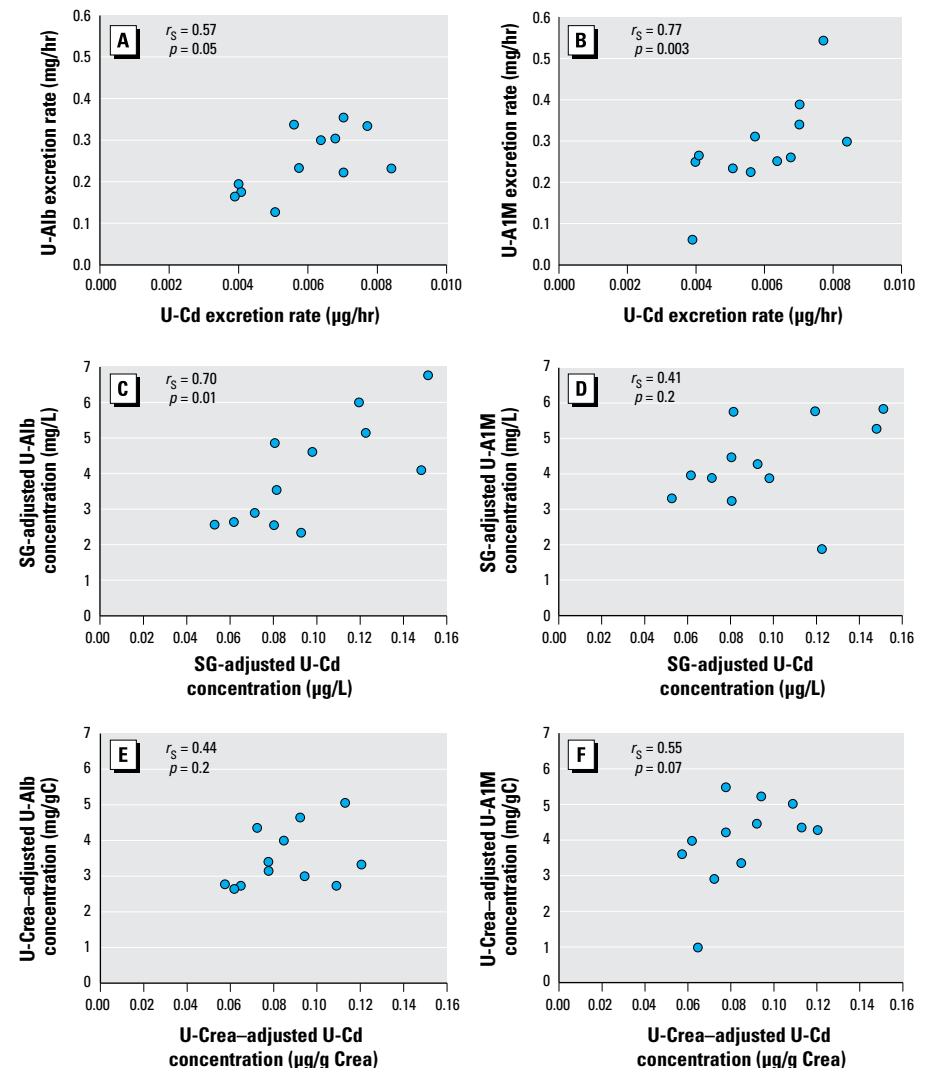 A
rS = 0.57
p = 0.05
0.6
0.5
0.4
0.3
0.2
0.1
0.0
U-Alb excretion rate (mg/hr)
0.000 0.002 0.004 0.006 0.008 0.010
U-Cd excretion rate (µg/hr)
B
rS = 0.77
p = 0.003
0.6
0.5
0.4
0.3
0.2
0.1
0.0
U-A1M excretion rate (mg/hr)
0.000 0.002 0.004 0.006 0.008 0.010
U-Cd excretion rate (µg/hr)
C
rS = 0.70
p = 0.01
7
6
5
4
3
2
1
0
SG-adjusted U-Alb
concentration (mg/L)
0.00 0.02 0.04 0.06 0.08 0.10 0.12 0.14 0.16
SG-adjusted U-Cd
concentration (µg/L)
D
rS = 0.41
p = 0.2
7
6
5
4
3
2
1
0
SG-adjusted U-A1M
concentration (mg/L)
0.00 0.02 0.04 0.06 0.08 0.10 0.12 0.14 0.16
SG-adjusted U-Cd
concentration (µg/L)
E
rS = 0.44
p = 0.2
7
6
5
4
3
2
1
0
U-Crea–adjusted U-Alb
concentration (mg/gC)
0.00 0.02 0.04 0.06 0.08 0.10 0.12 0.14 0.16
U-Crea–adjusted U-Cd
concentration (µg/g Crea)
F
rS = 0.55
p = 0.07
7
6
5
4
3
2
1
0
U-Crea–adjusted U-A1M
concentration (mg/gC)
0.00 0.02 0.04 0.06 0.08 0.10 0.12 0.14 0.16
U-Crea–adjusted U-Cd
concentration (µg/g Crea)